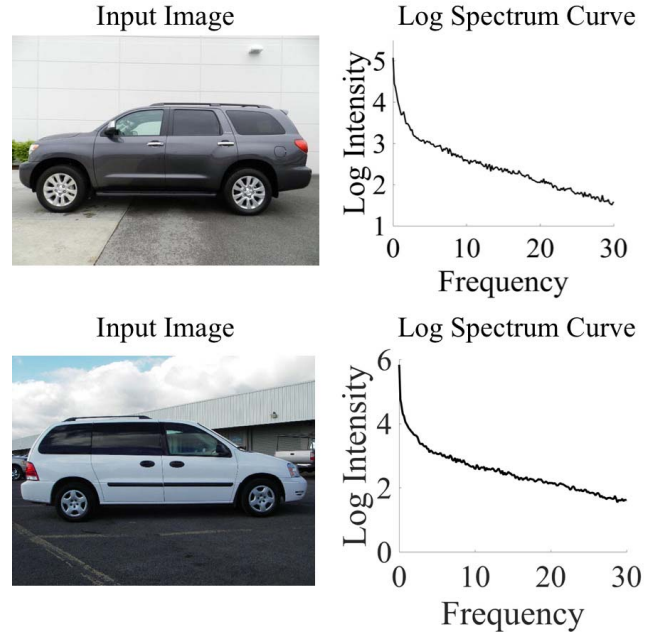 Input Image
Log Spectrum Curve
Log Intensity
5
4
3
2
1
0 10 20 30
Frequency
Input Image
Log Spectrum Curve
Log Intensity
6
4
2
0
0 10 20 30
Frequency